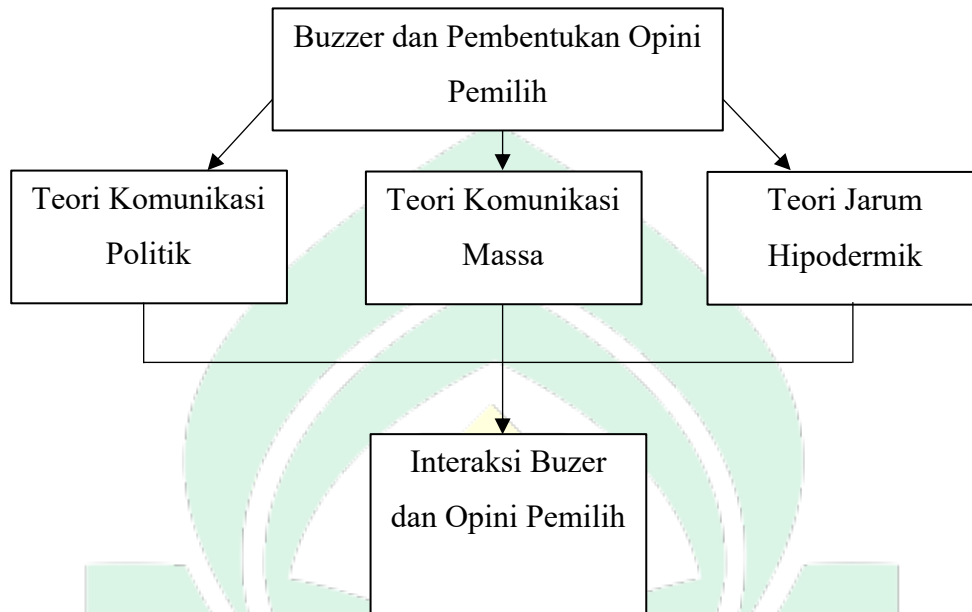 Buzzer dan Pembentukan Opini
Pemilih
Teori Komunikasi
Politik
Teori Komunikasi
Massa
Teori Jarum
Hipodermik
Interaksi Buzer
dan Opini Pemilih